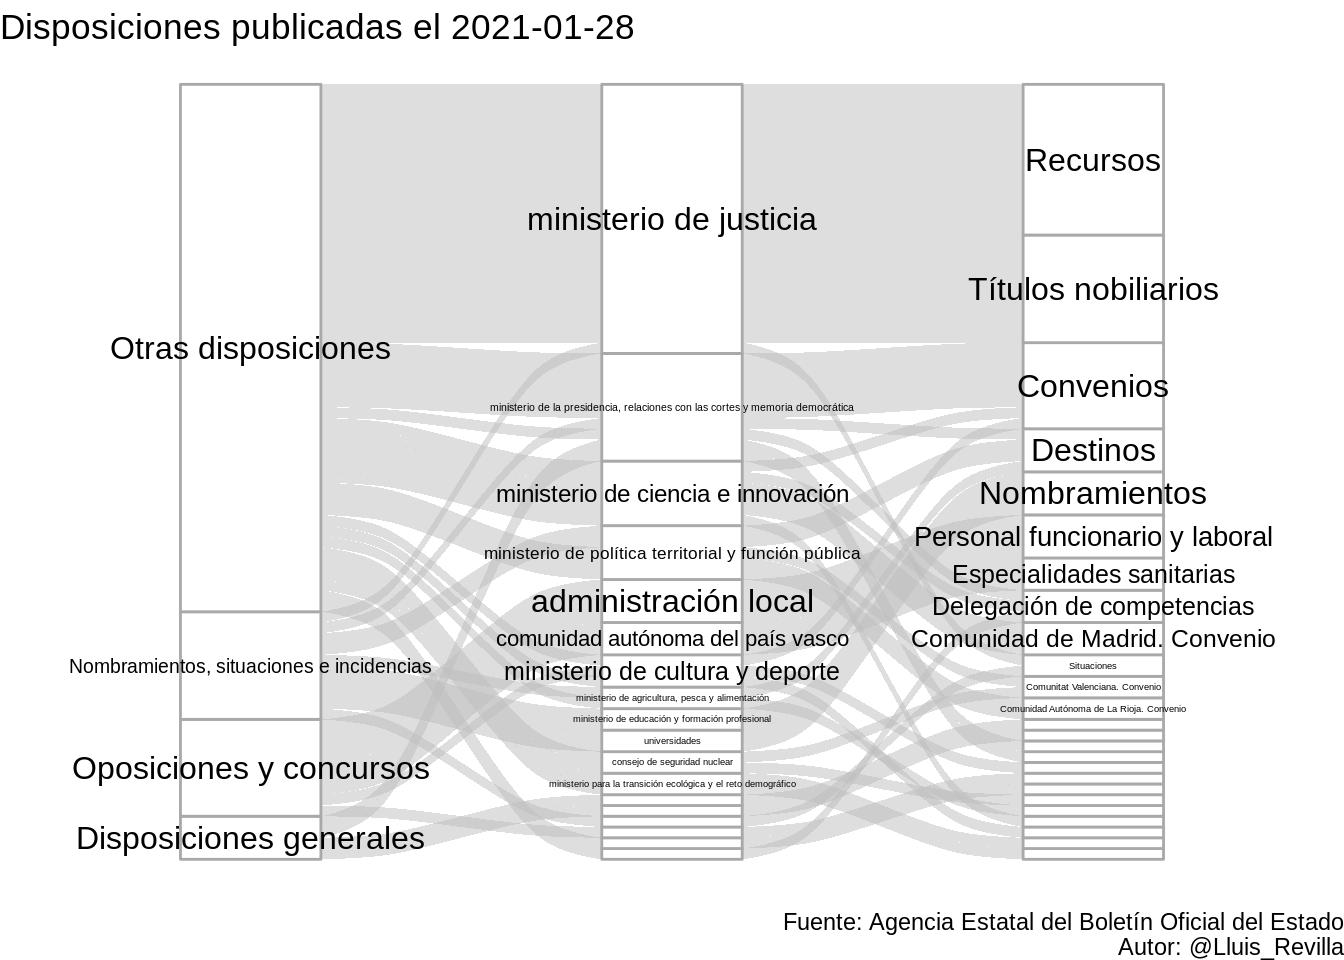 Disposiciones publicadas el 2021-01-28
Otras disposiciones
Nombramientos, situaciones e incidencias
Oposiciones y concursos
Disposiciones generales
ministerio de justicia
ministerio de la presidencia, relaciones con las cortes y memoria democrática
ministerio de ciencia e innovación
ministerio de política territorial y función pública
administración local
comunidad autónoma del país vasco
ministerio de cultura y deporte
ministerio de agricultura, pesca y alimentación
ministerio de educación y formación profesional
universidades
consejo de seguridad nuclear
ministerio para la transición ecológica y el reto demográfico
Recursos
Títulos nobiliarios
Convenios
Destinos
Nombramientos
Personal funcionario y laboral
Especialidades sanitarias
Delegación de competencias
Comunidad de Madrid. Convenio
Situaciones
Comunitat Valenciana. Convenio
Comunidad Autónoma de La Rioja. Convenio
Fuente: Agencia Estatal del Boletín Oficial del Estado
Autor: @Lluis_Revilla